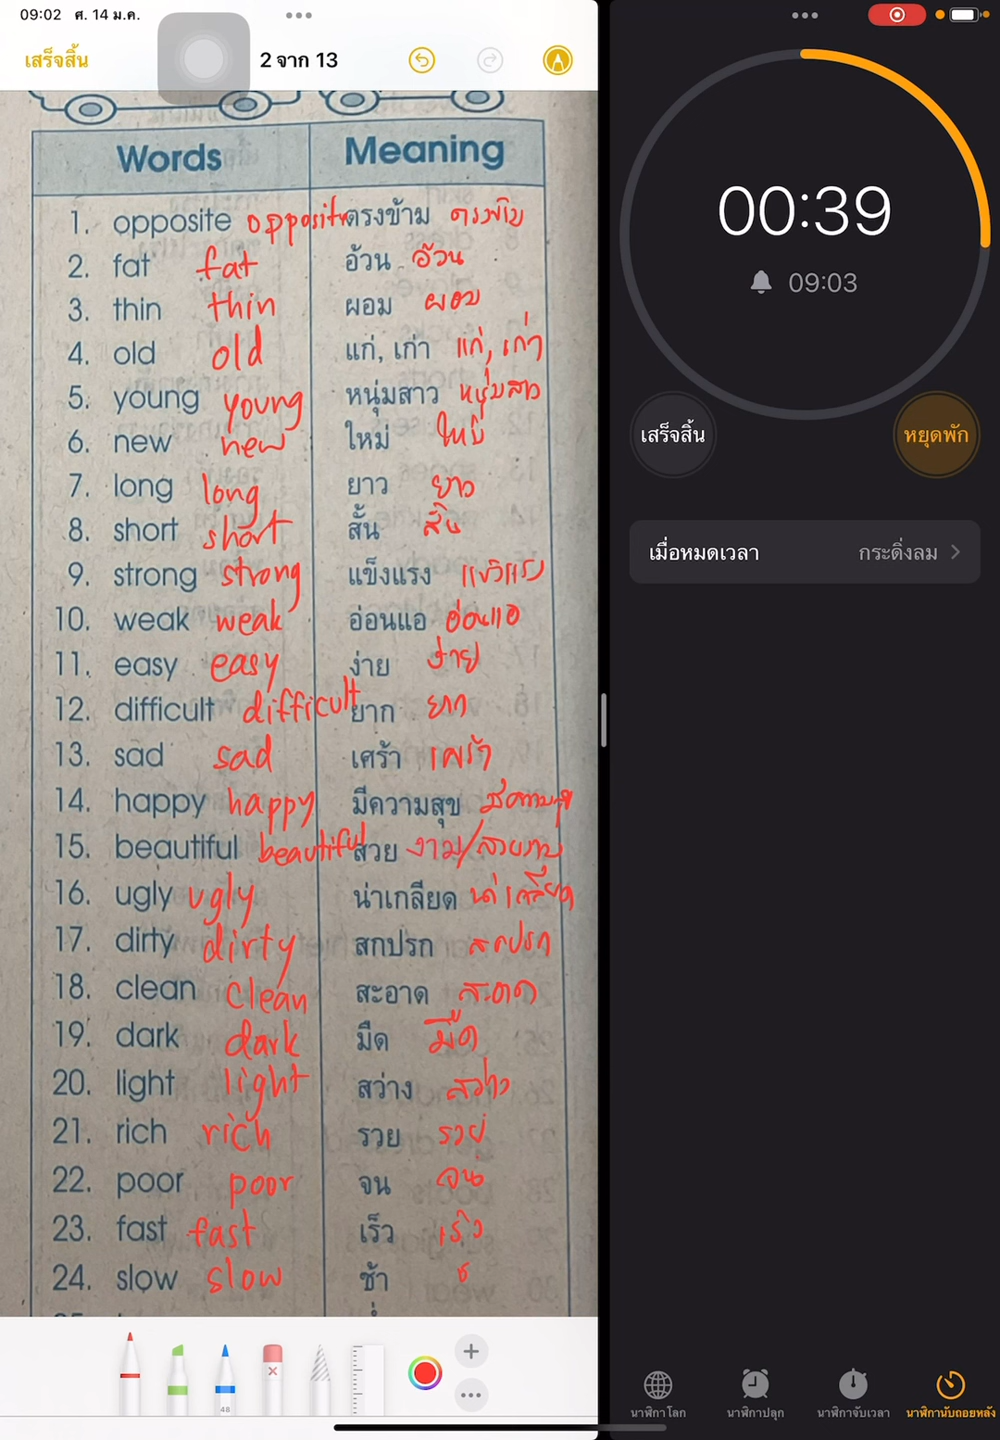 09:02 ศ. 14 ม.ค.
เสร็จสิ้น 2 จาก 13
Words Meaning
1. opposite opposite ตรงข้าม ตรงข้าม
2. fat fat อ้วน อ้วน
3. thin thin ผอม ผอม
4. old old แก่, เก่า แก่, เก่า
5. young young หนุ่มสาว หนุ่มสาว
6. new new ใหม่ ใหม่
7. long long ยาว ยาว
8. short short สั้น สั้น
9. strong strong แข็งแรง แข็งแรง
10. weak weak อ่อนแอ อ่อนแอ
11. easy easy ง่าย ง่าย
12. difficult difficult ยาก ยาก
13. sad sad เศร้า เศร้า
14. happy happy มีความสุข มีความสุข
15. beautiful beautiful สวย งาม/สวยงาม
16. ugly ugly น่าเกลียด น่าเกลียด
17. dirty dirty สกปรก สกปรก
18. clean clean สะอาด สะอาด
19. dark dark มืด มืด
20. light light สว่าง สว่าง
21. rich rich รวย รวย
22. poor poor จน จน
23. fast fast เร็ว เร็ว
24. slow slow ช้า
48
00:39
09:03
เสร็จสิ้น หยุดพัก
เมื่อหมดเวลา กระดิ่งลม
นาฬิกาโลก นาฬิกาปลุก นาฬิกาจับเวลา นาฬิกานับถอยหลัง